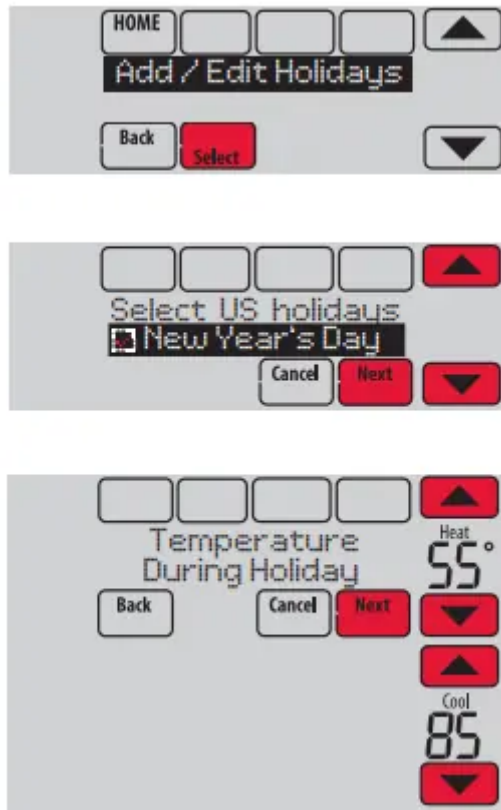 HOME
Add / Edit Holidays
Back
Select
Select US holidays
New Year's Day
Cancel Next
Temperature
During Holiday
Heat
55°
Back Cancel Next
Cool
85